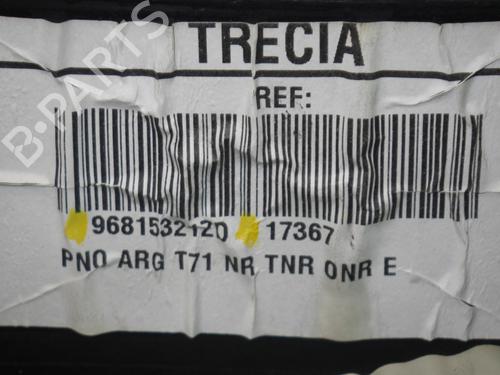 TRECIA
REF:
B-PARTS
9681532120 17367
PNO ARG T71 NR TNR ONR E